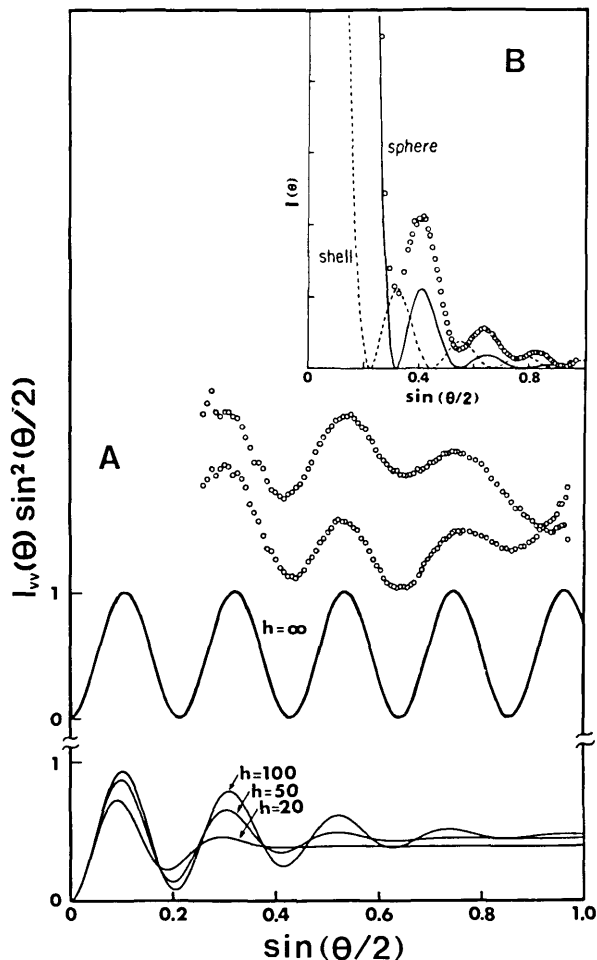 B
sphere
shell
I(θ)
0
0.4
0.8
sin(θ/2)
A
I_vv(θ) sin²(θ/2)
1
0
h=∞
1
0
h=100
h=50
h=20
0
0.2
0.4
0.6
0.8
1.0
sin(θ/2)